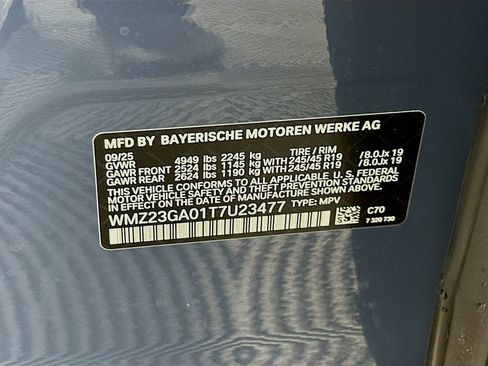 MFD BY BAYERISCHE MOTOREN WERKE AG
09/25 4949 lbs 2245 kg TIRE / RIM
GVWR
GAWR FRONT 2524 lbs 1145 kg WITH 245/45 R19 /8.0Jx 19
GAWR REAR 2624 lbs 1190 kg WITH 245/45 R19 /8.0Jx 19
THIS VEHICLE CONFORMS TO ALL APPLICABLE U.S. FEDERAL
MOTOR VEHICLE SAFETY, BUMPER, AND THEFT PREVENTION
STANDARDS IN EFFECT ON THE DATE OF MANUFACTURE SHOWN ABOVE.
WMZ23GA01T7U23477 TYPE: MPV
C70
7 320 730